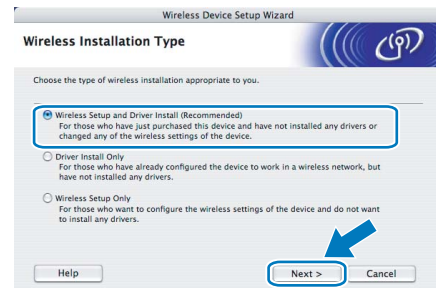 Wireless Device Setup Wizard
Wireless Installation Type
Choose the type of wireless installation appropriate to you.
Wireless Setup and Driver Install (Recommended)
For those who have just purchased this device and have not installed any drivers or
changed any of the wireless settings of the device.
Driver Install Only
For those who have already configured the device to work in a wireless network, but
have not installed any drivers.
Wireless Setup Only
For those who want to configure the wireless settings of the device and do not want
to install any drivers.
Help
Next >
Cancel